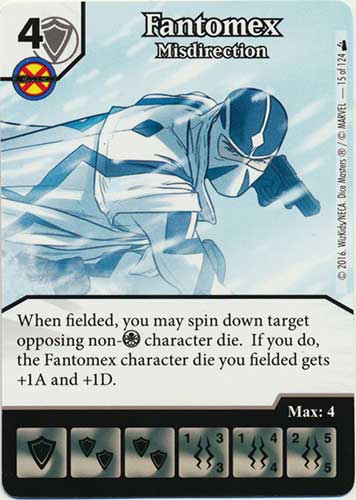 4
Fantomex
Misdirection
X-MEN
© 2016. WizKids/NECA. Dice Masters ® / © MARVEL — 15 of 124
When fielded, you may spin down target
opposing non- character die. If you do,
the Fantomex character die you fielded gets
+1A and +1D.
Max: 4
1 3 3
1 4 4
2 5 5